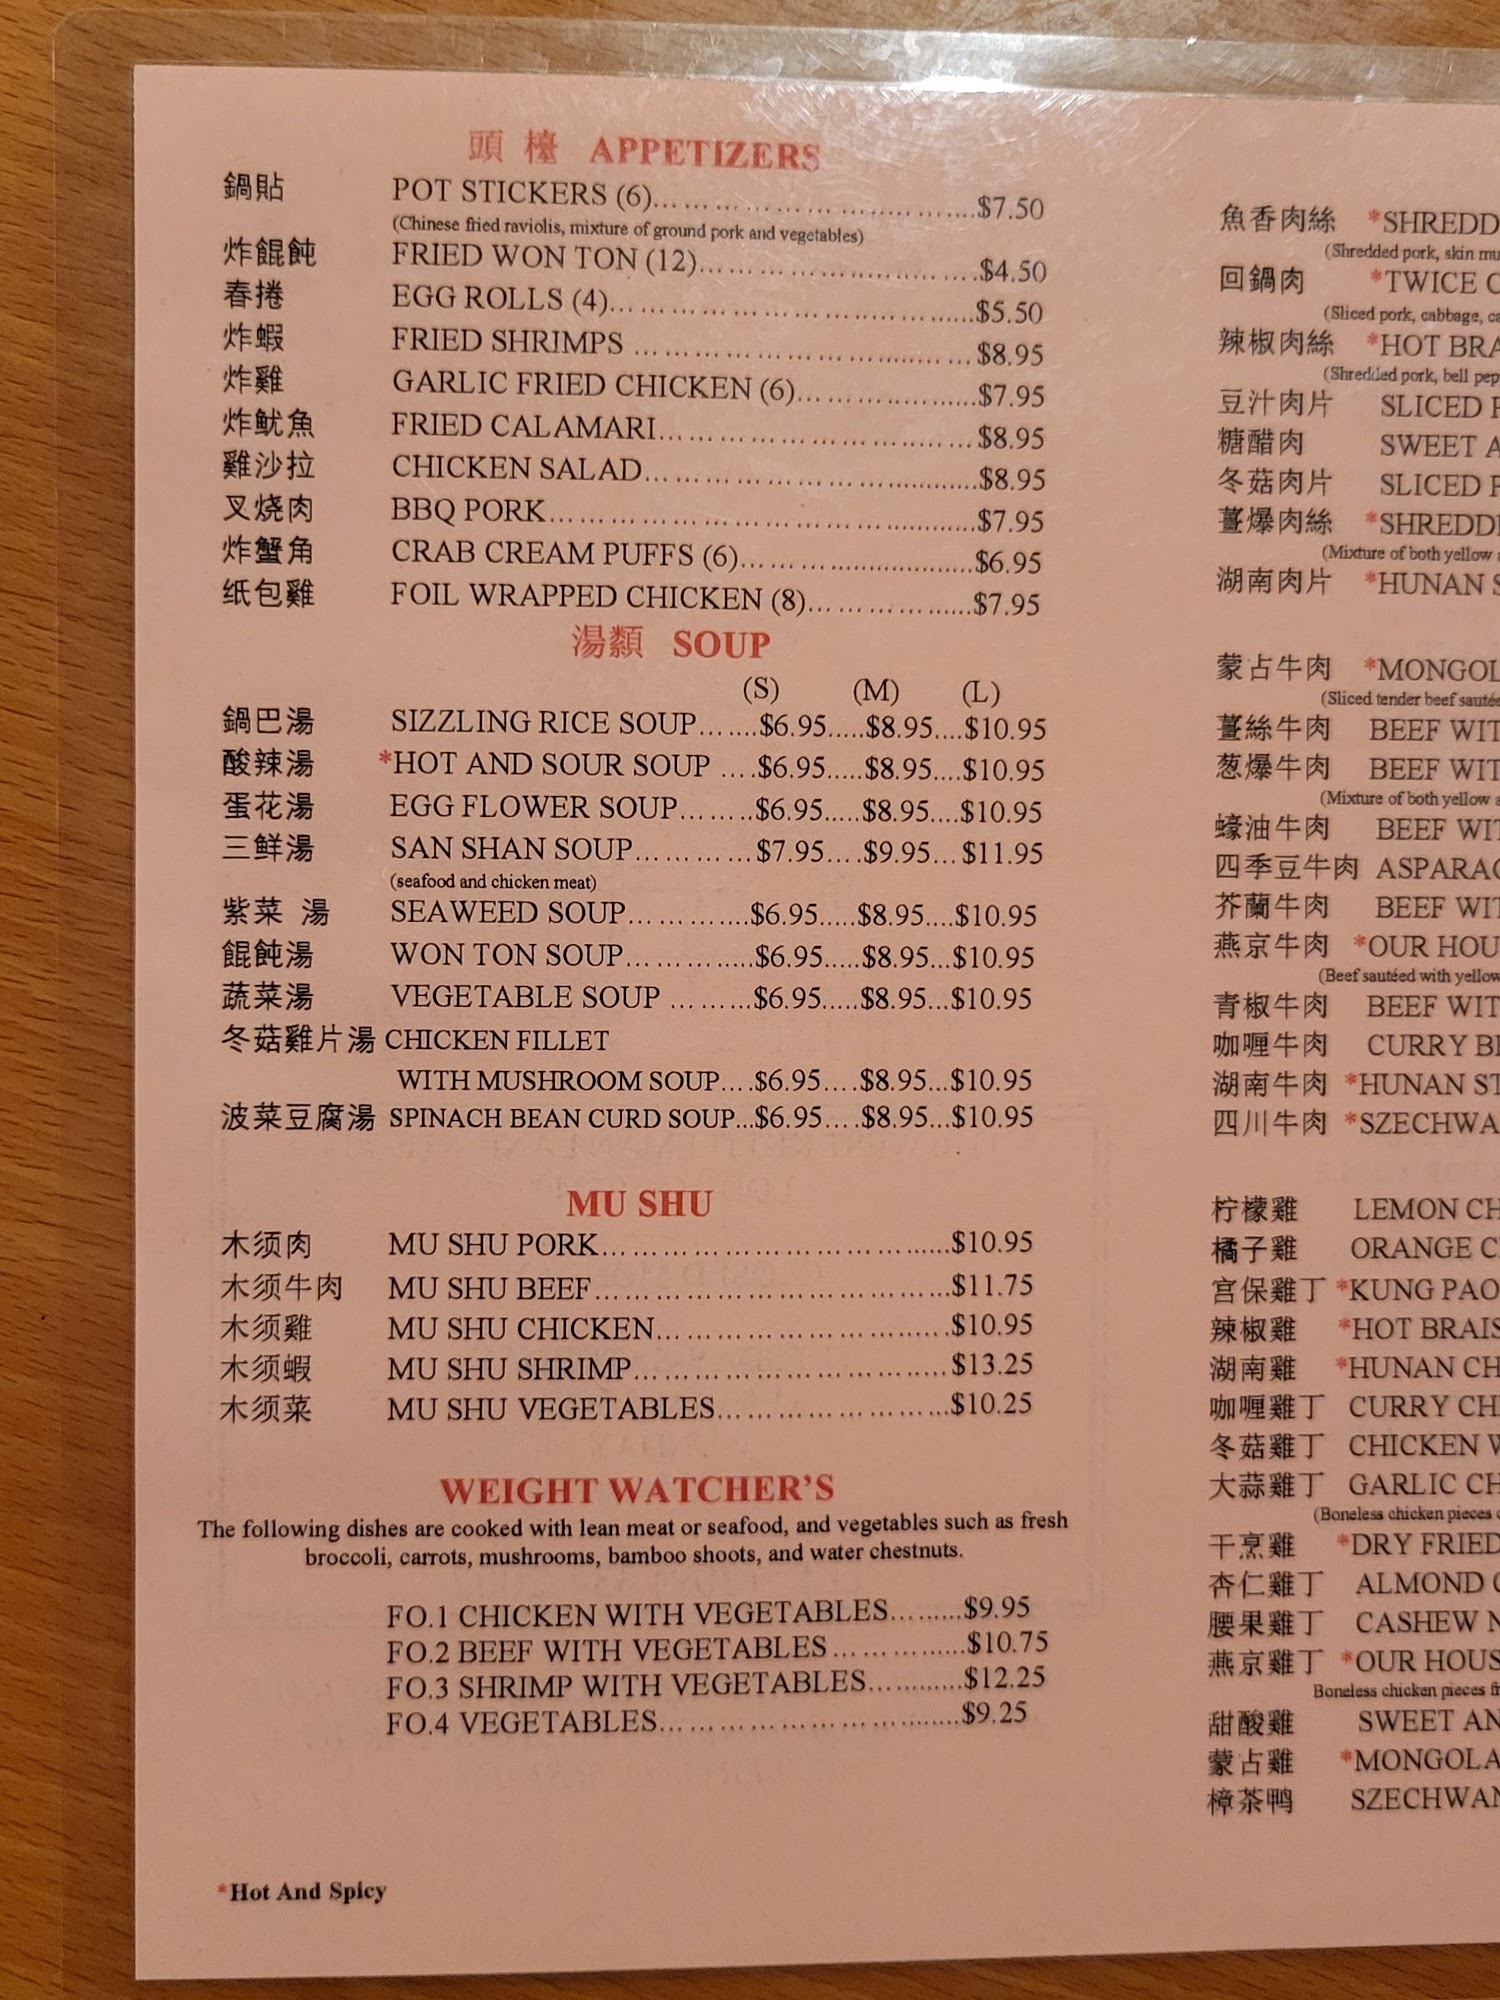 頭 檯 APPETIZERS
鍋貼 POT STICKERS (6)..............................$7.50
(Chinese fried raviolis, mixture of ground pork and vegetables)
炸餛飩 FRIED WON TON (12)..............................$4.50
春捲 EGG ROLLS (4)..............................$5.50
炸蝦 FRIED SHRIMPS ..............................$8.95
炸雞 GARLIC FRIED CHICKEN (6)..............................$7.95
炸魷魚 FRIED CALAMARI..............................$8.95
雞沙拉 CHICKEN SALAD..............................$8.95
叉烧肉 BBQ PORK..............................$7.95
炸蟹角 CRAB CREAM PUFFS (6)..............................$6.95
纸包雞 FOIL WRAPPED CHICKEN (8)..............................$7.95
湯類 SOUP
(S) (M) (L)
鍋巴湯 SIZZLING RICE SOUP.......$6.95.....$8.95....$10.95
酸辣湯 *HOT AND SOUR SOUP ....$6.95.....$8.95....$10.95
蛋花湯 EGG FLOWER SOUP.......$6.95.....$8.95....$10.95
三鮮湯 SAN SHAN SOUP............$7.95....$9.95...$11.95
(seafood and chicken meat)
紫菜 湯 SEAWEED SOUP.............$6.95.....$8.95....$10.95
餛飩湯 WON TON SOUP............$6.95.....$8.95...$10.95
蔬菜湯 VEGETABLE SOUP .........$6.95.....$8.95...$10.95
冬菇雞片湯 CHICKEN FILLET
WITH MUSHROOM SOUP....$6.95....$8.95...$10.95
波菜豆腐湯 SPINACH BEAN CURD SOUP...$6.95....$8.95...$10.95
MU SHU
木须肉 MU SHU PORK..............................$10.95
木须牛肉 MU SHU BEEF..............................$11.75
木须雞 MU SHU CHICKEN..............................$10.95
木须蝦 MU SHU SHRIMP..............................$13.25
木须菜 MU SHU VEGETABLES..............................$10.25
WEIGHT WATCHER'S
The following dishes are cooked with lean meat or seafood, and vegetables such as fresh
broccoli, carrots, mushrooms, bamboo shoots, and water chestnuts.
FO.1 CHICKEN WITH VEGETABLES.........$9.95
FO.2 BEEF WITH VEGETABLES ...............$10.75
FO.3 SHRIMP WITH VEGETABLES............$12.25
FO.4 VEGETABLES..............................$9.25
*Hot And Spicy
魚香肉絲 *SHREDD
(Shredded pork, skin mu
回鍋肉 *TWICE C
(Sliced pork, cabbage, ca
辣椒肉絲 *HOT BRA
(Shredded pork, bell pep
豆汁肉片 SLICED P
糖醋肉 SWEET A
冬菇肉片 SLICED P
薑爆肉絲 *SHREDDE
(Mixture of both yellow a
湖南肉片 *HUNAN S
蒙占牛肉 *MONGOL
(Sliced tender beef sautée
薑絲牛肉 BEEF WIT
葱爆牛肉 BEEF WIT
(Mixture of both yellow a
蠔油牛肉 BEEF WIT
四季豆牛肉 ASPARAG
芥蘭牛肉 BEEF WIT
燕京牛肉 *OUR HOU
(Beef sautéed with yellow
青椒牛肉 BEEF WIT
咖喱牛肉 CURRY BE
湖南牛肉 *HUNAN ST
四川牛肉 *SZECHWA
柠檬雞 LEMON CH
橘子雞 ORANGE C
宫保雞丁 *KUNG PAO
辣椒雞 *HOT BRAIS
湖南雞 *HUNAN CH
咖喱雞丁 CURRY CH
冬菇雞丁 CHICKEN W
大蒜雞丁 GARLIC CH
(Boneless chicken pieces
干烹雞 *DRY FRIED
杏仁雞丁 ALMOND C
腰果雞丁 CASHEW N
燕京雞丁 *OUR HOUS
Boneless chicken pieces fr
甜酸雞 SWEET AN
蒙占雞 *MONGOLA
樟茶鸭 SZECHWAN